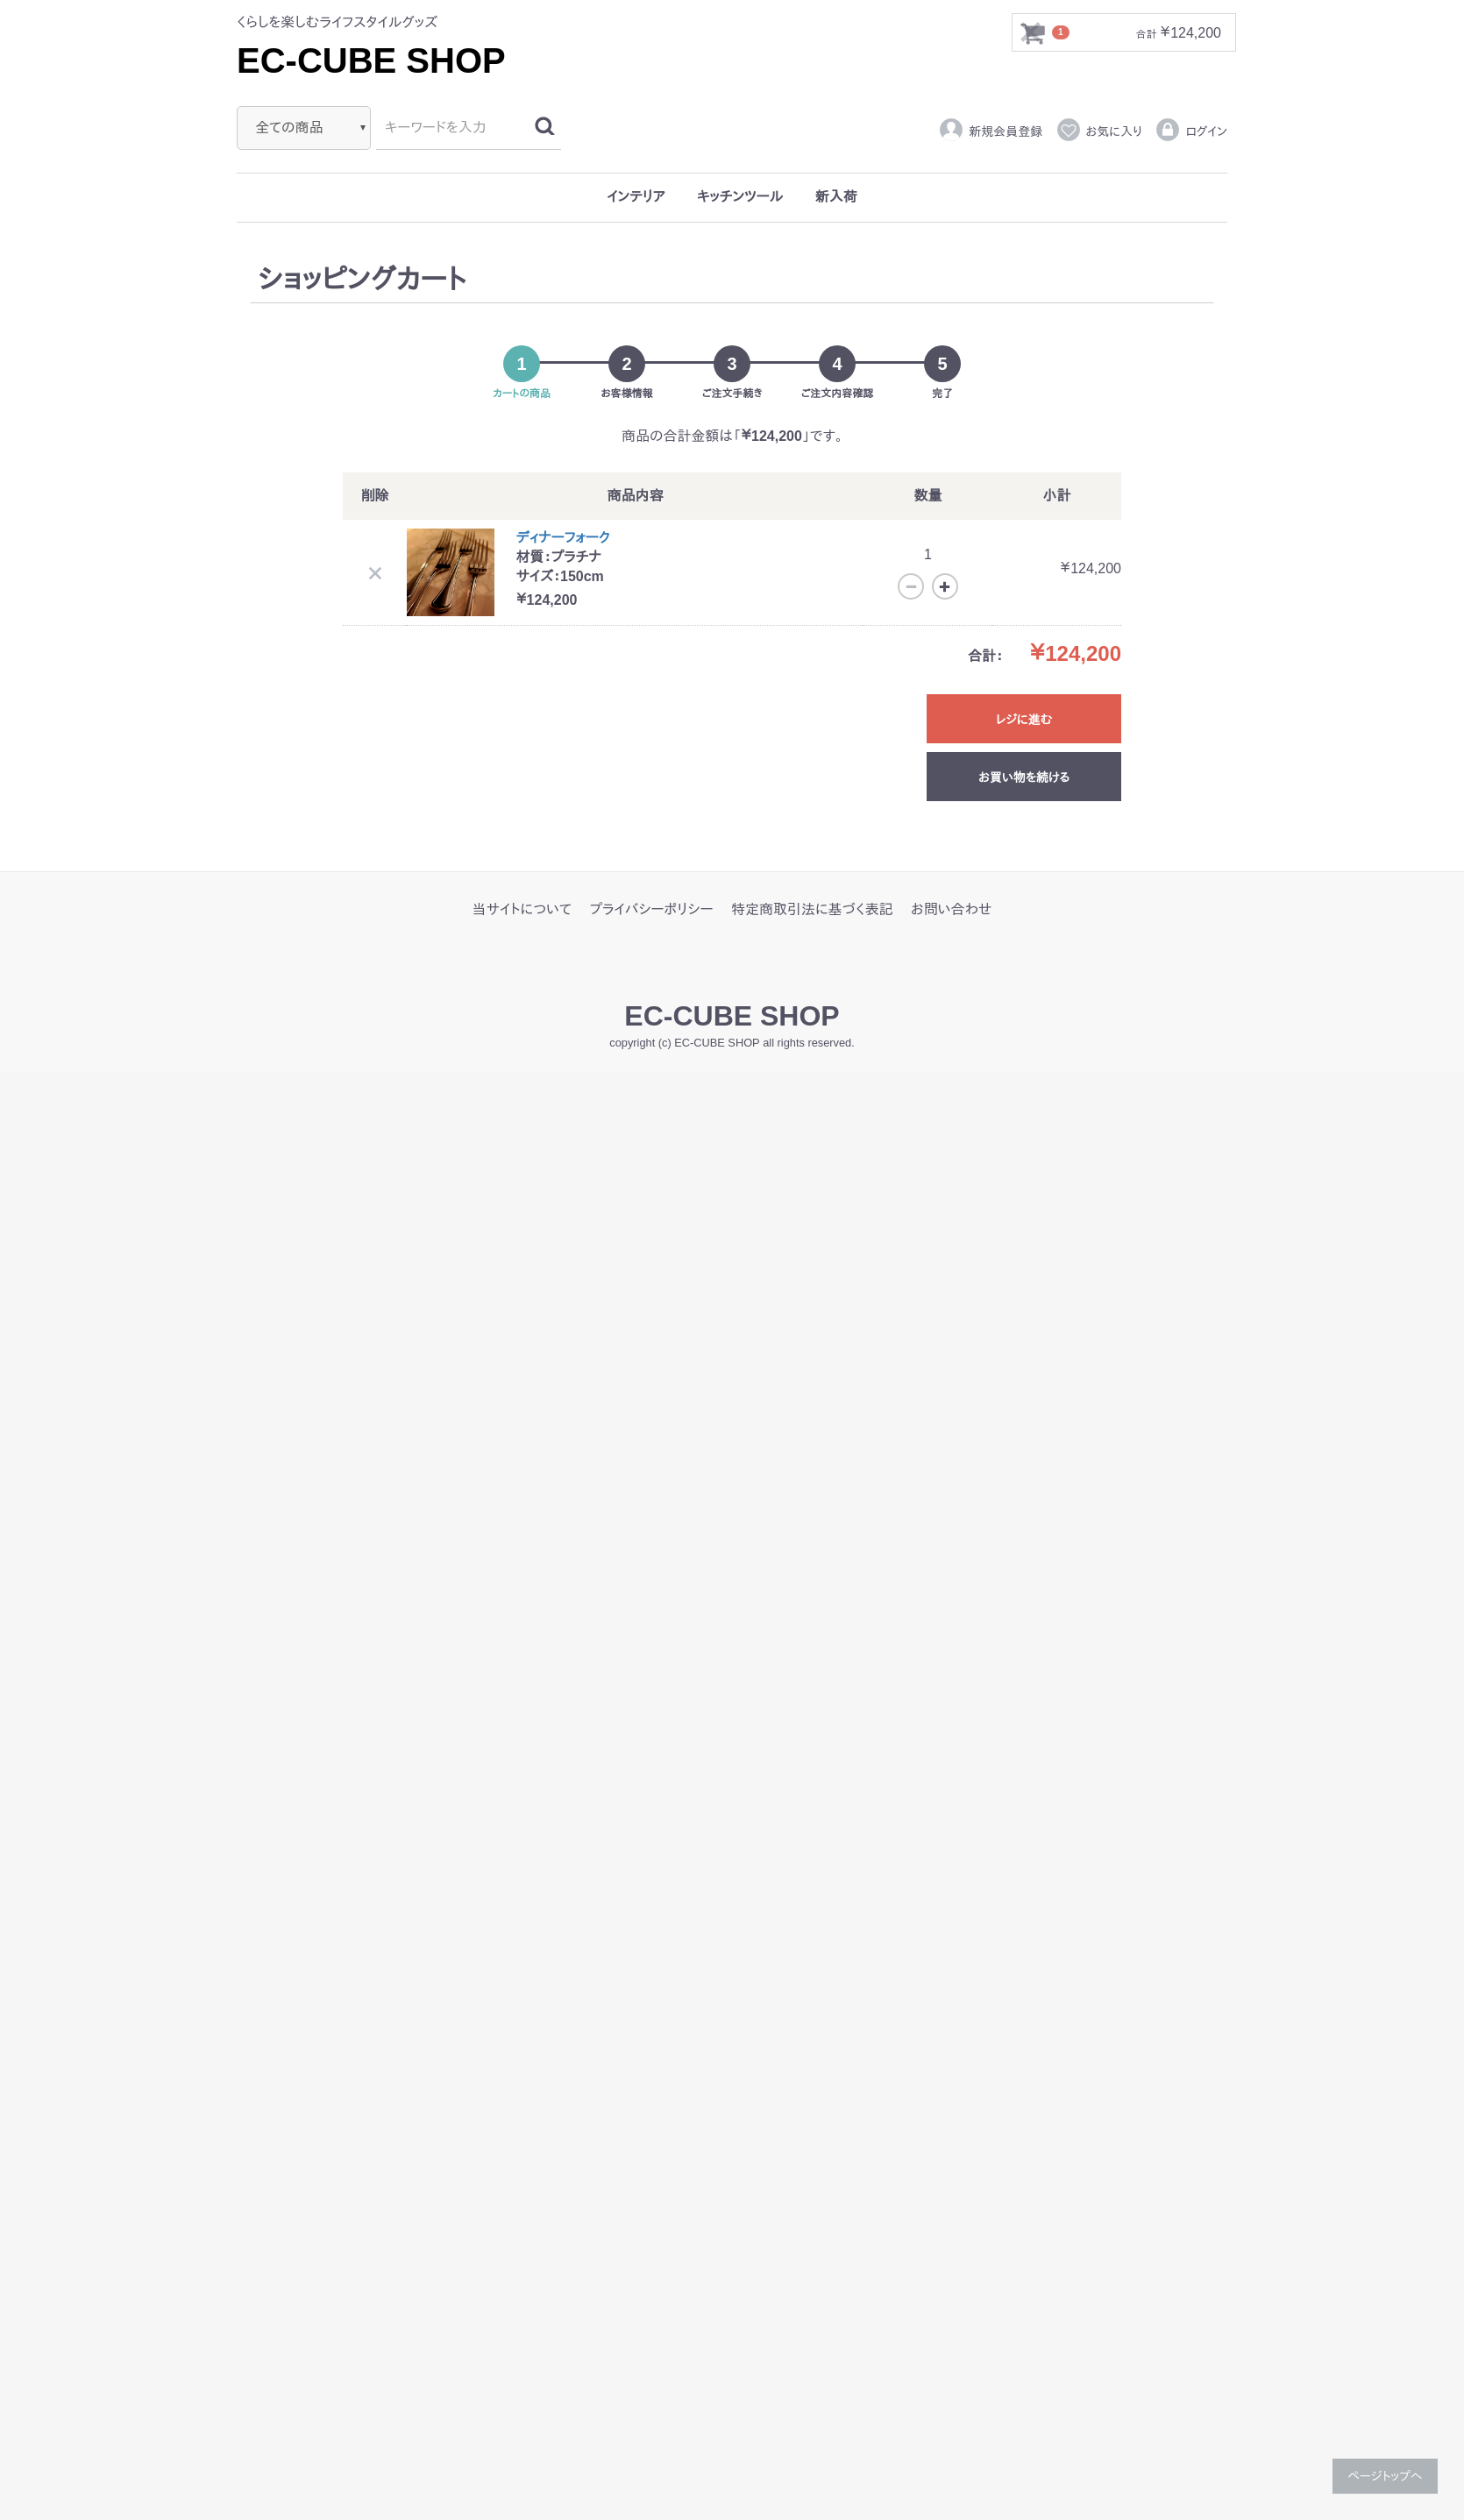 くらしを楽しむライフスタイルグッズ
EC-CUBE SHOP
1
合計 ¥124,200
全ての商品
キーワードを入力
新規会員登録 お気に入り ログイン
インテリア キッチンツール 新入荷
ショッピングカート
1 2 3 4 5
カートの商品 お客様情報 ご注文手続き ご注文内容確認 完了
商品の合計金額は「¥124,200」です。
削除 商品内容 数量 小計
ディナーフォーク
材質：プラチナ
サイズ：150cm
¥124,200
1
¥124,200
合計： ¥124,200
レジに進む
お買い物を続ける
当サイトについて プライバシーポリシー 特定商取引法に基づく表記 お問い合わせ
EC-CUBE SHOP
copyright (c) EC-CUBE SHOP all rights reserved.
ページトップへ